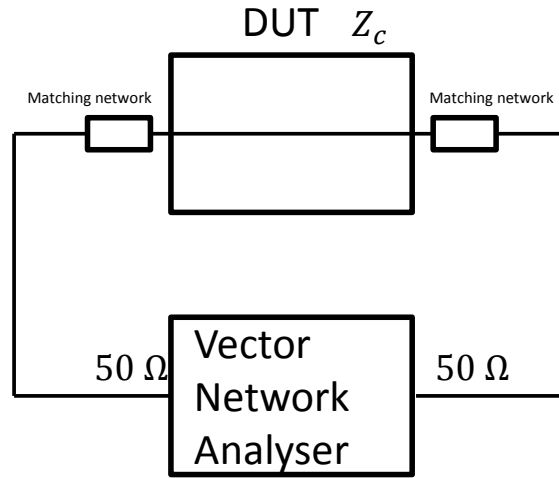 DUT Z_c
Matching network
Matching network
50 Ω
Vector
Network
Analyser
50 Ω